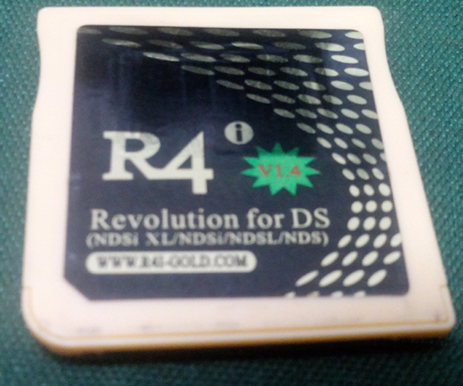 R4 i
V1.4
Revolution for DS
(NDSi XL/NDSi/NDSL/NDS)
WWW.R4I-GOLD.COM